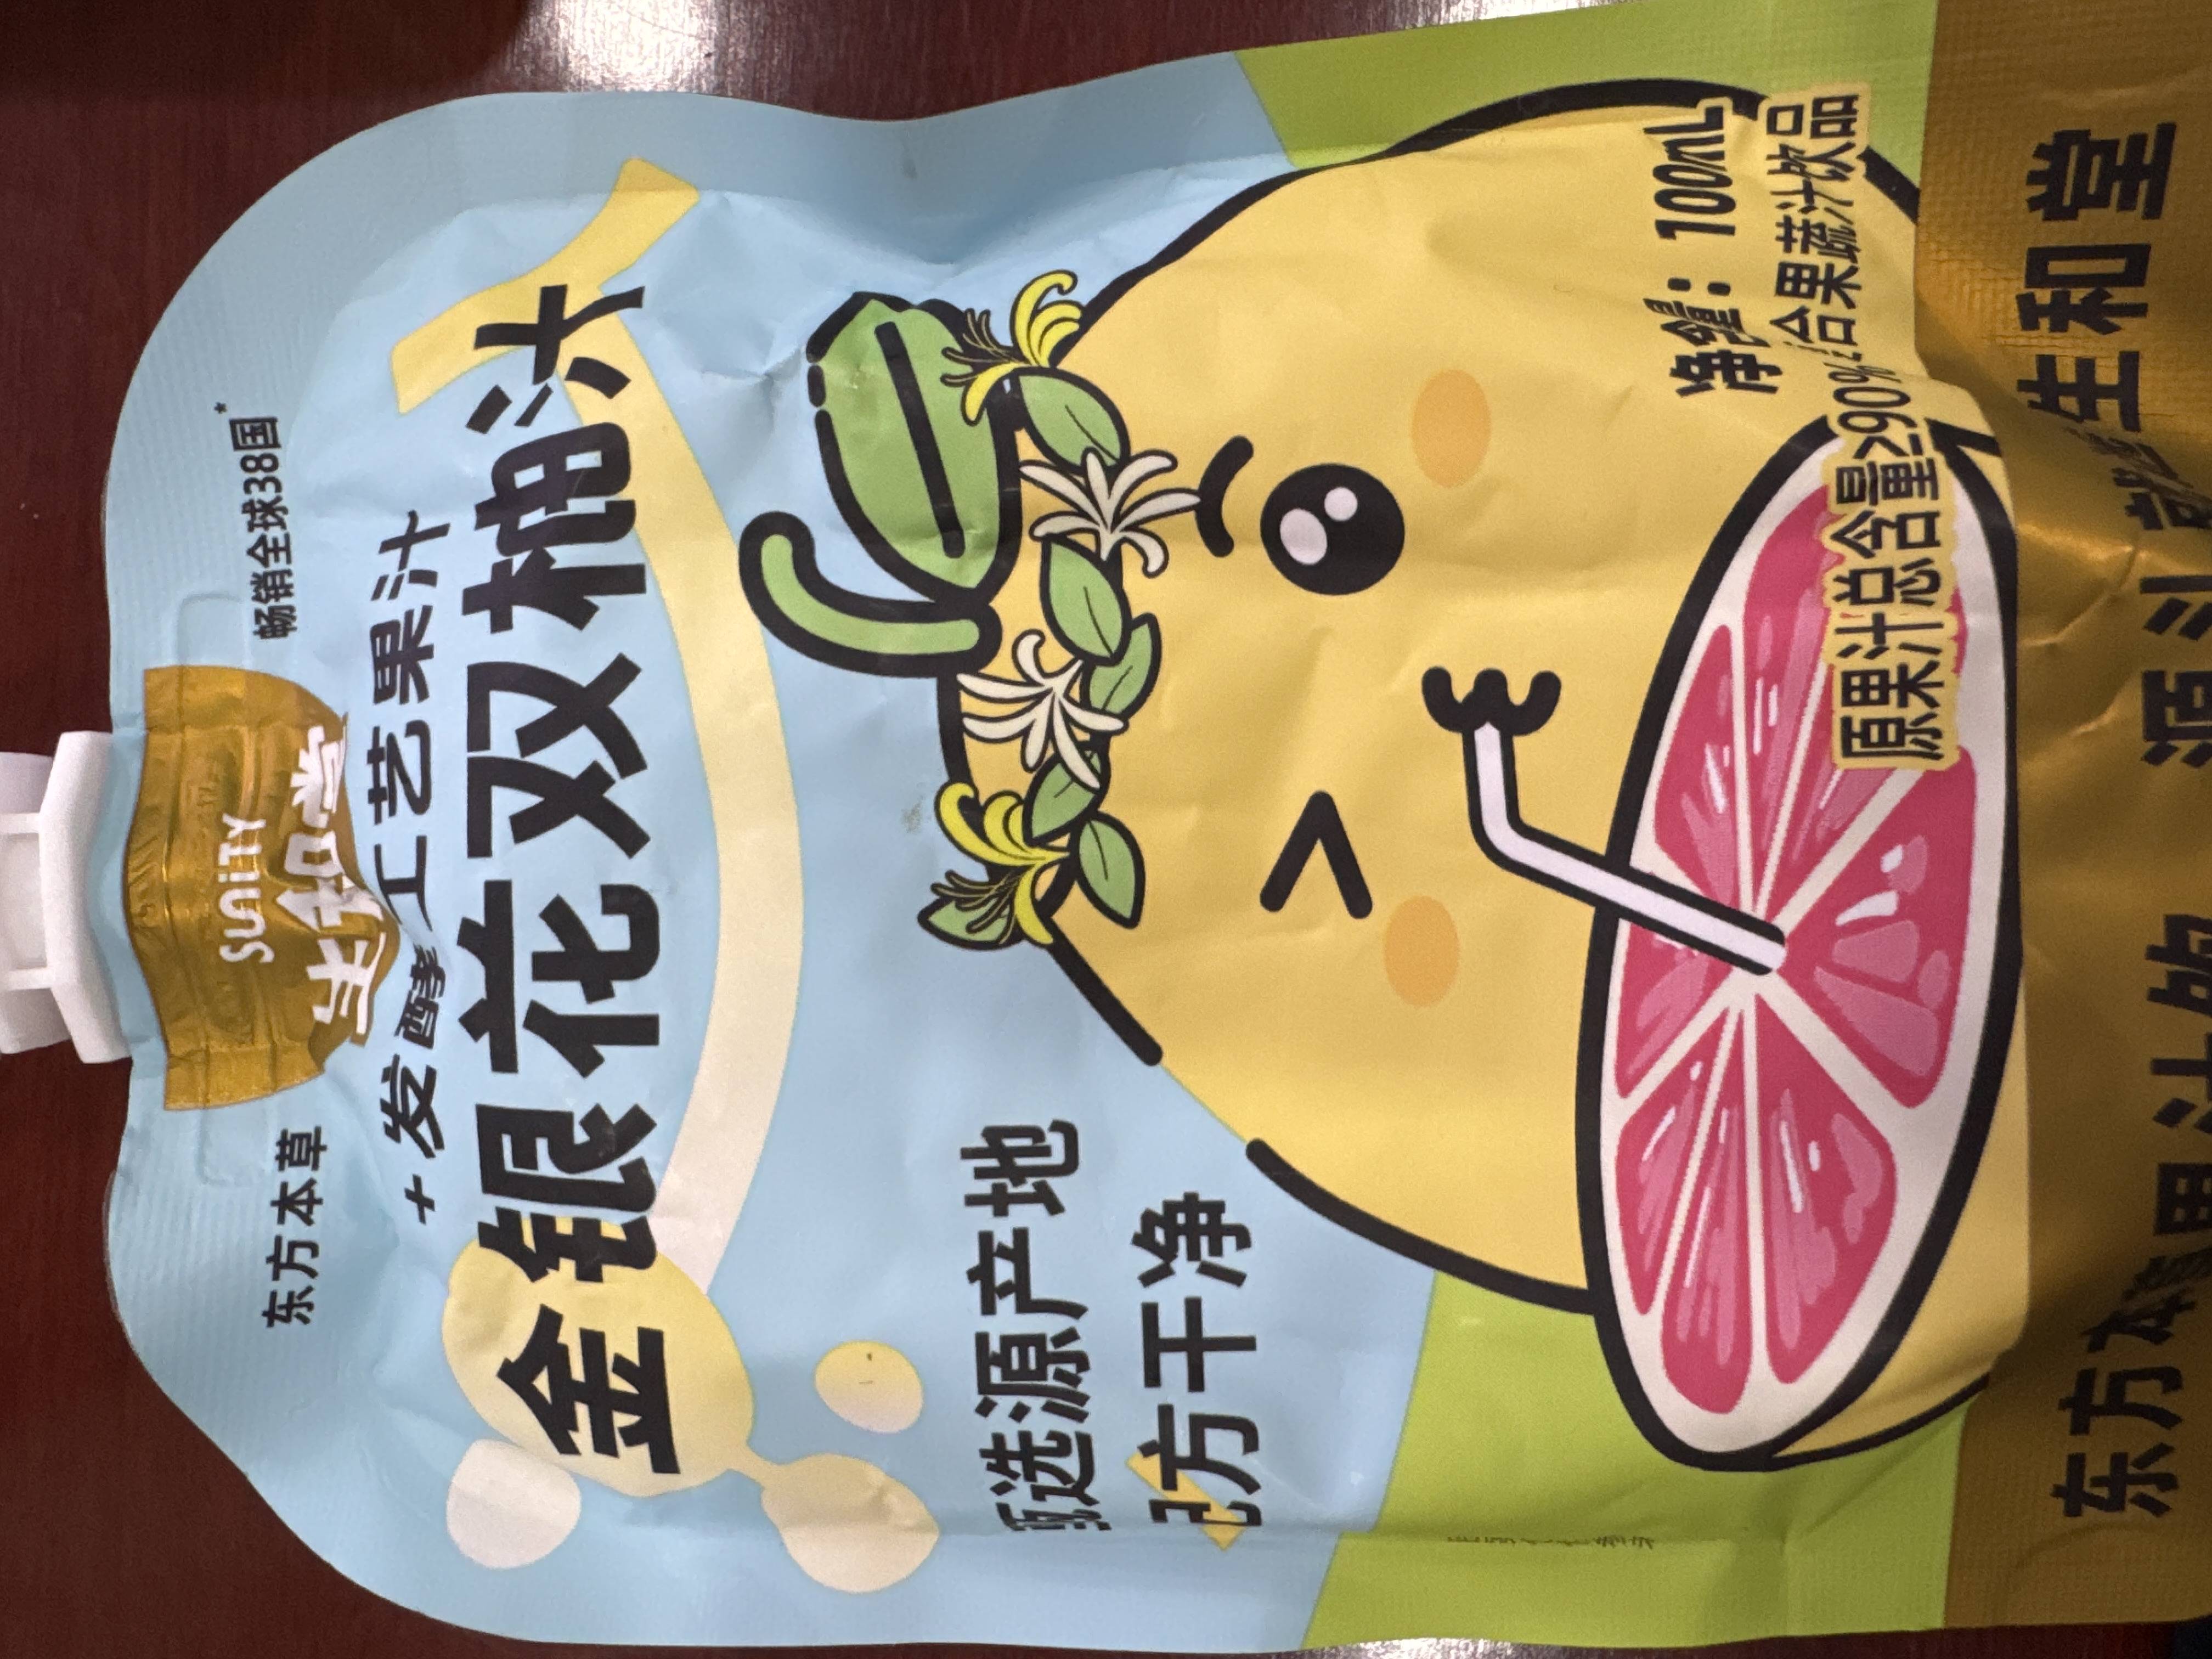 SUNITY
生和堂
东方本草
畅销全球38国*
+发酵工艺果汁
金银花双柚汁
甄选源产地
配方干净
净含量：100mL
复合果蔬汁饮品
原果汁总含量≥90%
东方本草果汁的
生和堂